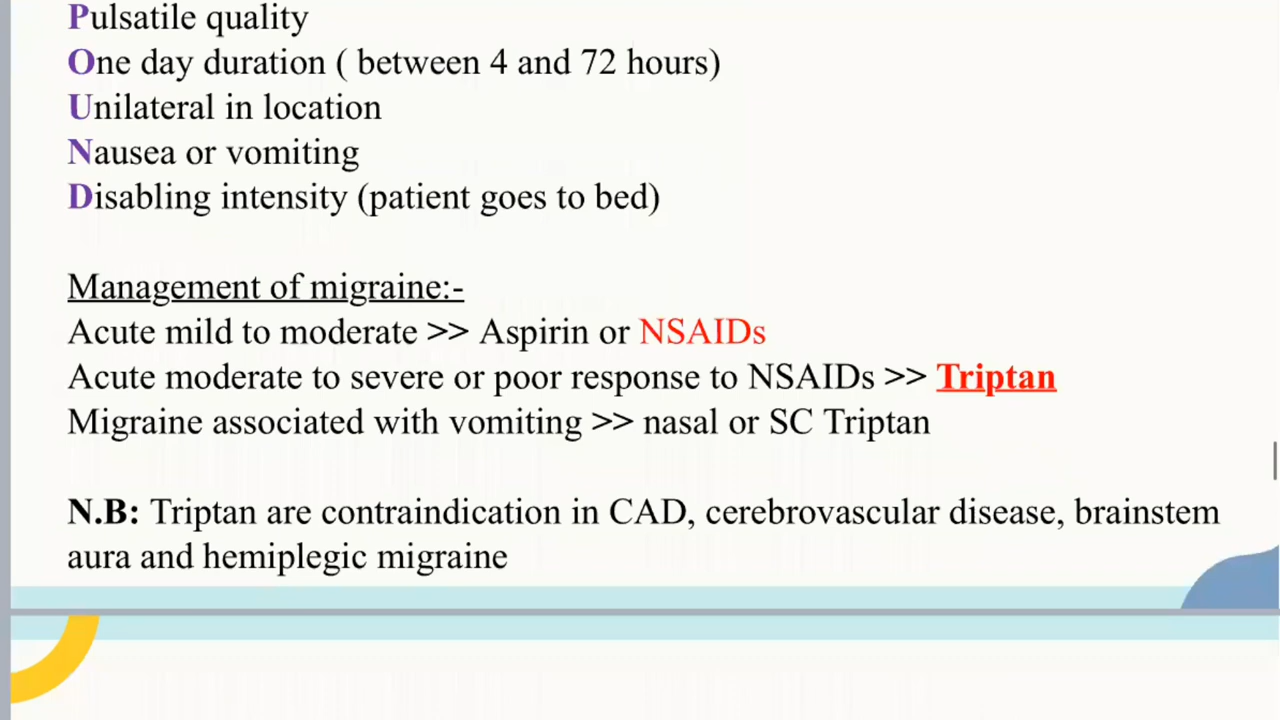 Pulsatile quality
One day duration ( between 4 and 72 hours)
Unilateral in location
Nausea or vomiting
Disabling intensity (patient goes to bed)
Management of migraine:-
Acute mild to moderate >> Aspirin or NSAIDs
Acute moderate to severe or poor response to NSAIDs >> Triptan
Migraine associated with vomiting >> nasal or SC Triptan
N.B: Triptan are contraindication in CAD, cerebrovascular disease, brainstem
aura and hemiplegic migraine